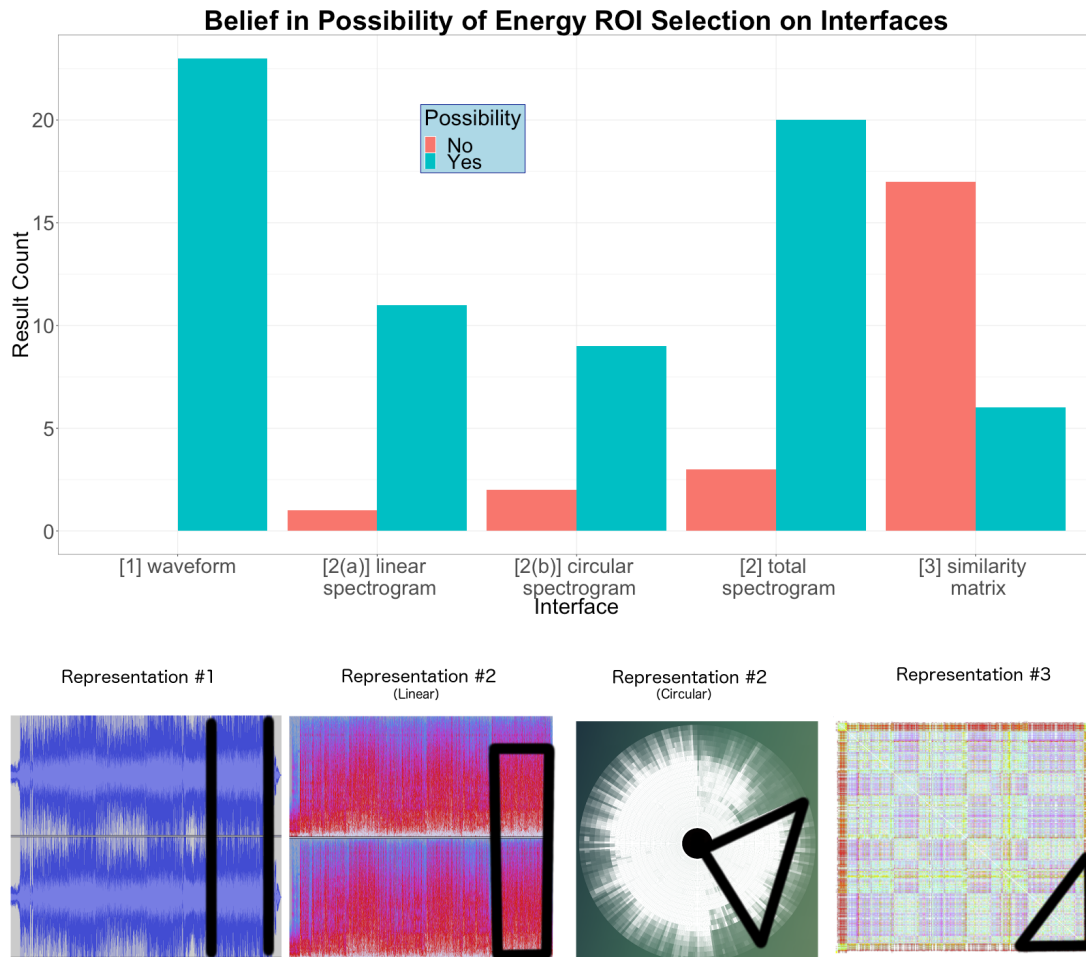 Belief in Possibility of Energy ROI Selection on Interfaces
Result Count
20
15
10
5
0
Possibility
No
Yes
[1] waveform
[2(a)] linear
spectrogram
[2(b)] circular
spectrogram
[2] total
spectrogram
[3] similarity
matrix
Interface
Representation #1
Representation #2
(Linear)
Representation #2
(Circular)
Representation #3